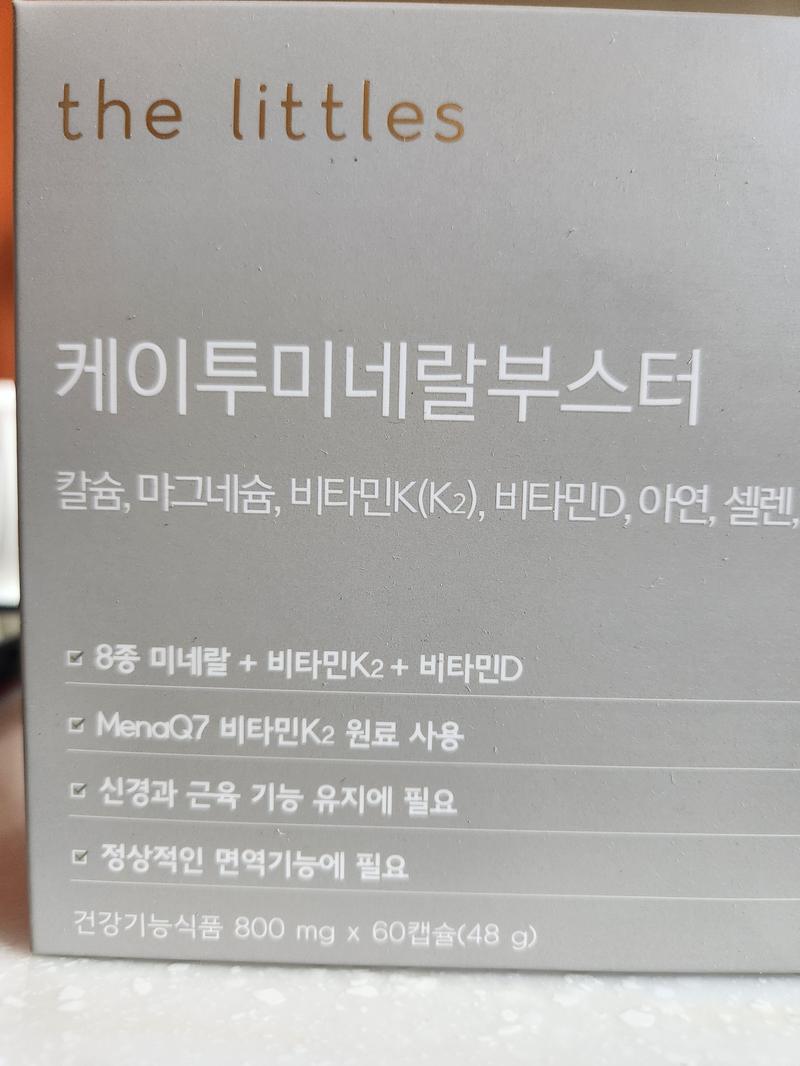 the littles
케이투미네랄부스터
칼슘, 마그네슘, 비타민K(K2), 비타민D, 아연, 셀렌,
8종 미네랄 + 비타민K2 + 비타민D
MenaQ7 비타민K2 원료 사용
신경과 근육 기능 유지에 필요
정상적인 면역기능에 필요
건강기능식품 800 mg x 60캡슐(48 g)